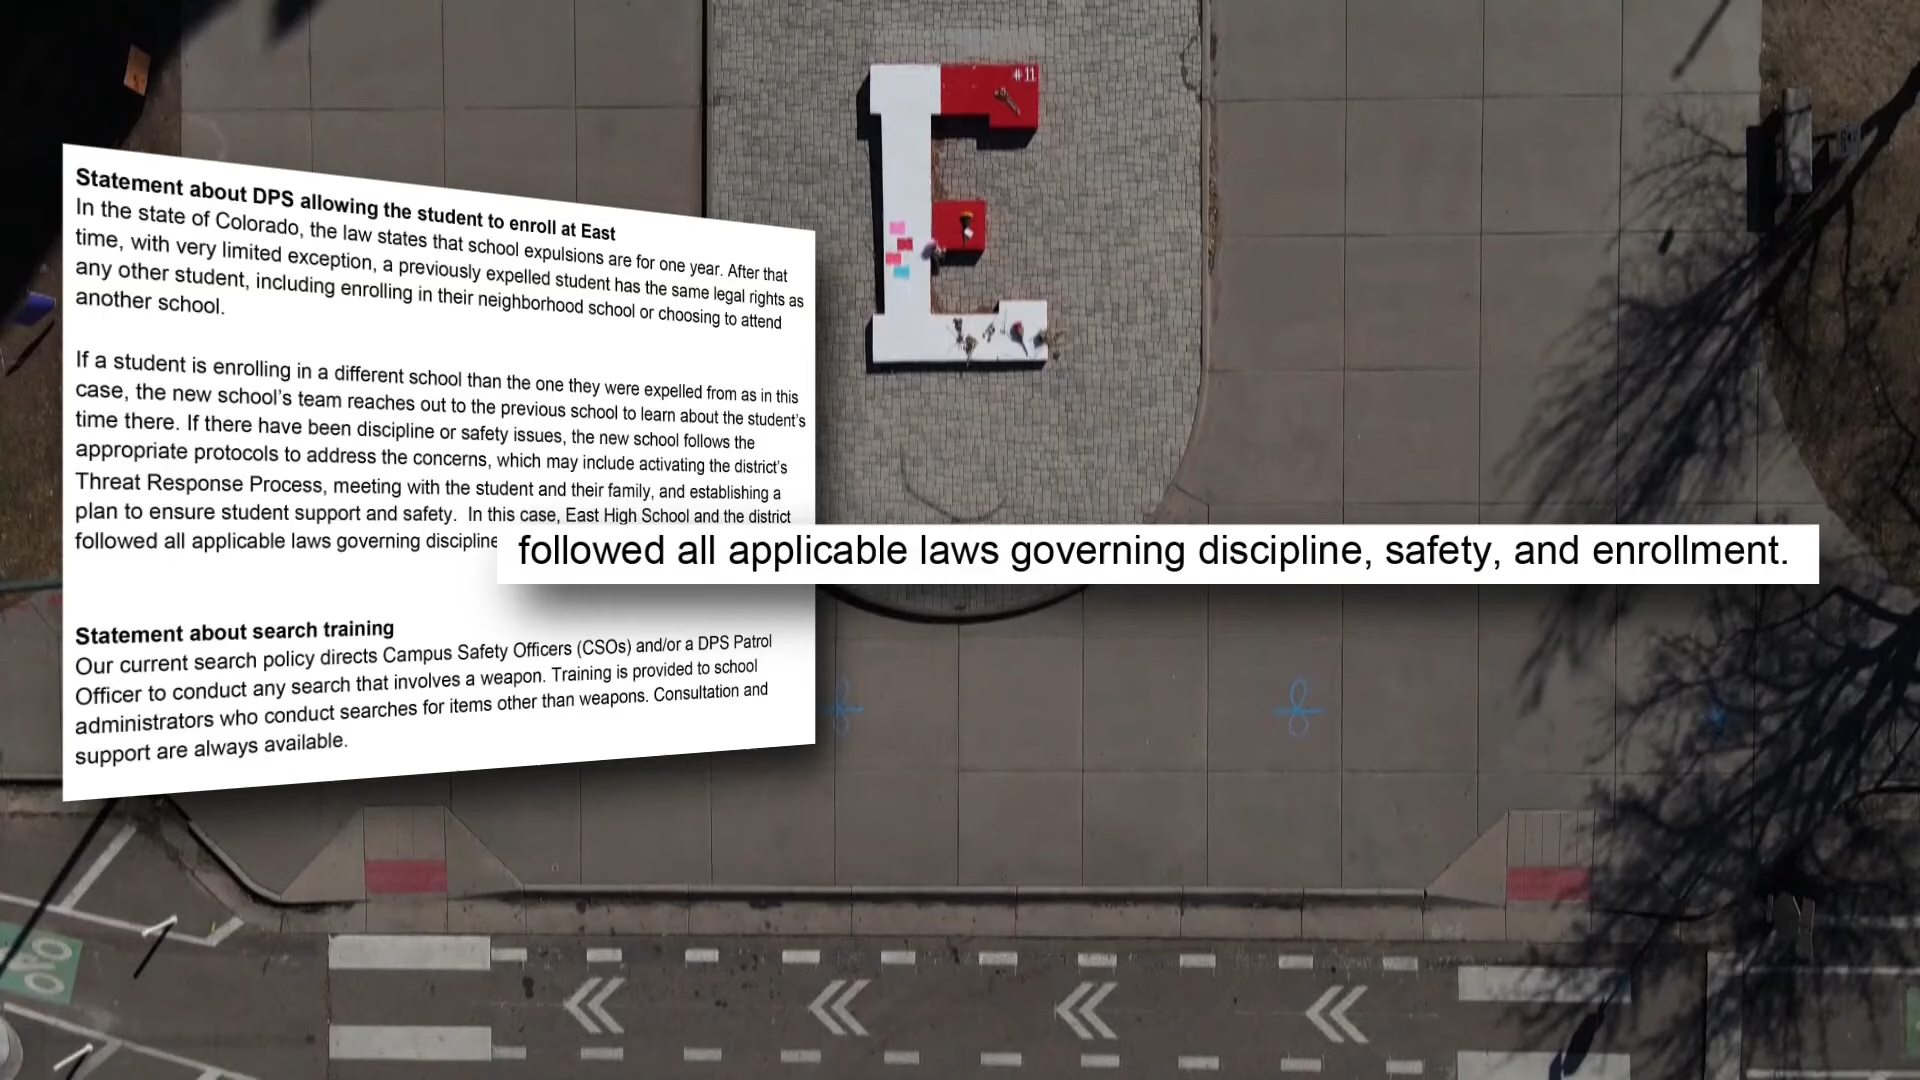 #11
Statement about DPS allowing the student to enroll at East
In the state of Colorado, the law states that school expulsions are for one year. After that
time, with very limited exception, a previously expelled student has the same legal rights as
any other student, including enrolling in their neighborhood school or choosing to attend
another school.
If a student is enrolling in a different school than the one they were expelled from as in this
case, the new school's team reaches out to the previous school to learn about the student's
time there. If there have been discipline or safety issues, the new school follows the
appropriate protocols to address the concerns, which may include activating the district's
Threat Response Process, meeting with the student and their family, and establishing a
plan to ensure student support and safety. In this case, East High School and the district
followed all applicable laws governing discipline
followed all applicable laws governing discipline, safety, and enrollment.
Statement about search training
Our current search policy directs Campus Safety Officers (CSOs) and/or a DPS Patrol
Officer to conduct any search that involves a weapon. Training is provided to school
administrators who conduct searches for items other than weapons. Consultation and
support are always available.
E